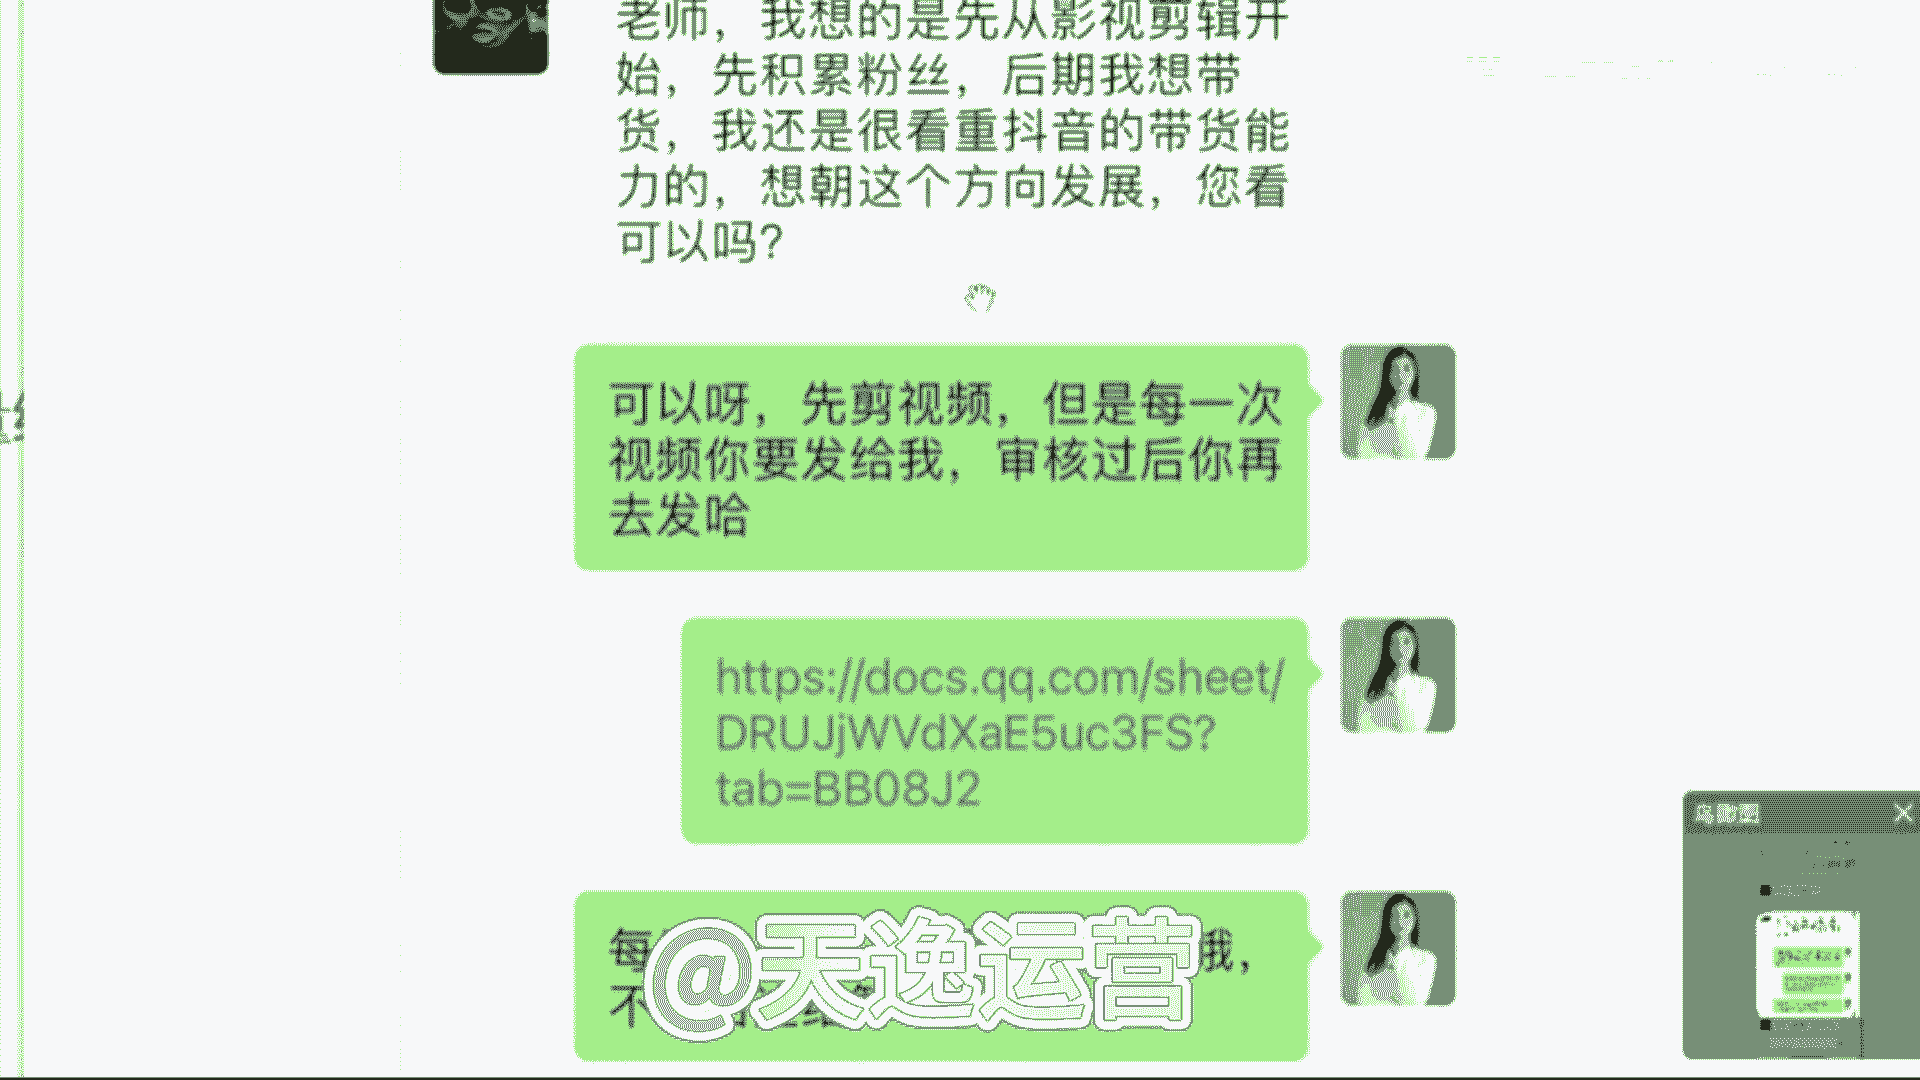 老师，我想的是先从影视剪辑开
始，先积累粉丝，后期我想带
货，我还是很看重抖音的带货能
力的，想朝这个方向发展，您看
可以吗?
可以呀，先剪视频，但是每一次
视频你要发给我，审核过后你再
去发哈
https://docs.qq.com/sheet/
DRUJjWVdXaE5uc3FS?
tab=BB08J2
每
我，
不
@天逸运营